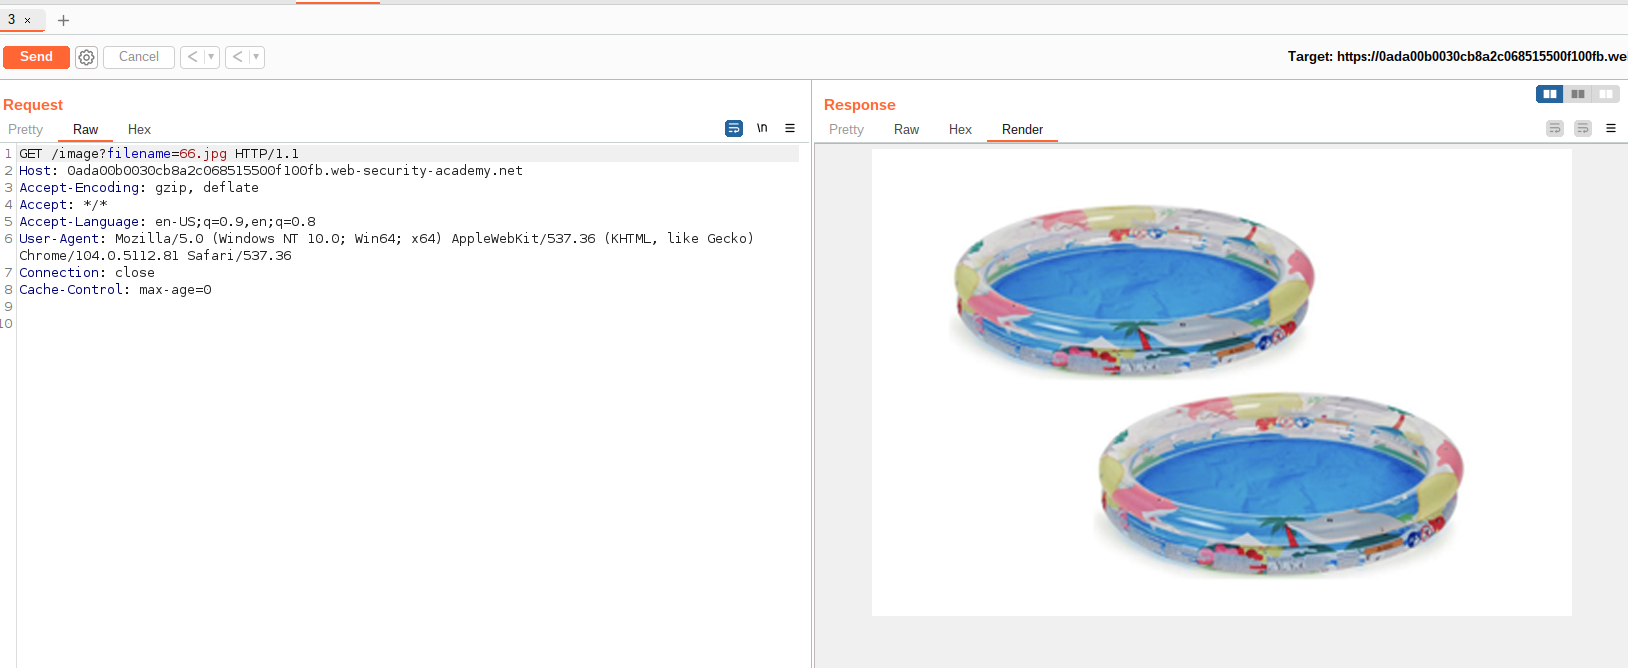 3 × +
Send Cancel < ▾ < ▾ Target: https://0ada00b0030cb8a2c068515500f100fb.we
Request
Pretty Raw Hex \n
1 GET /image?filename=66.jpg HTTP/1.1
2 Host: 0ada00b0030cb8a2c068515500f100fb.web-security-academy.net
3 Accept-Encoding: gzip, deflate
4 Accept: */*
5 Accept-Language: en-US;q=0.9,en;q=0.8
6 User-Agent: Mozilla/5.0 (Windows NT 10.0; Win64; x64) AppleWebKit/537.36 (KHTML, like Gecko)
Chrome/104.0.5112.81 Safari/537.36
7 Connection: close
8 Cache-Control: max-age=0
9
10
Response
Pretty Raw Hex Render